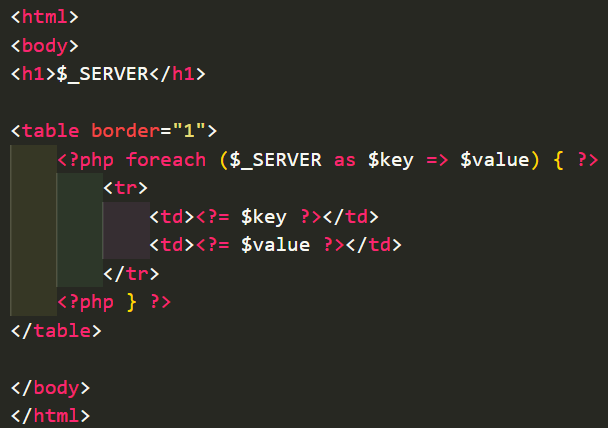 <html>
<body>
<h1>$_SERVER</h1>

<table border="1">
    <?php foreach ($_SERVER as $key => $value) { ?>
        <tr>
            <td><?= $key ?></td>
            <td><?= $value ?></td>
        </tr>
    <?php } ?>
</table>

</body>
</html>